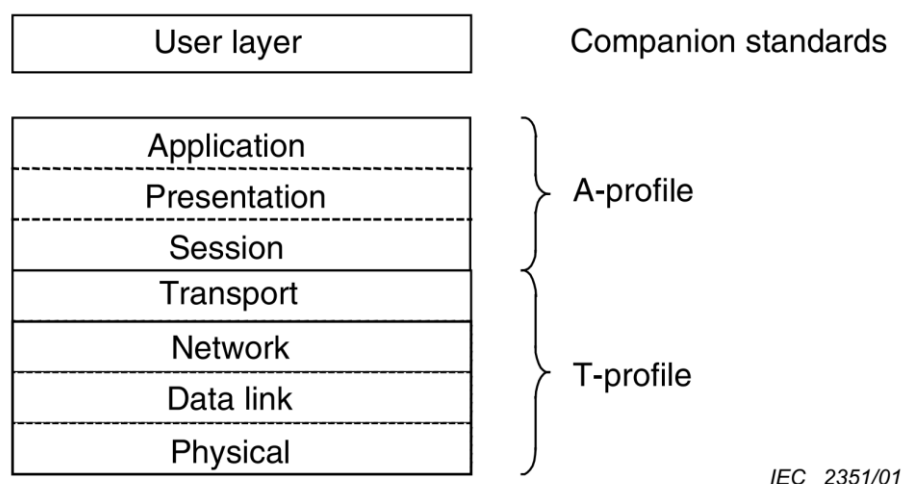 User layer
Companion standards
Application
Presentation
A-profile
Session
Transport
Network
T-profile
Data link
Physical
IEC 2351/01